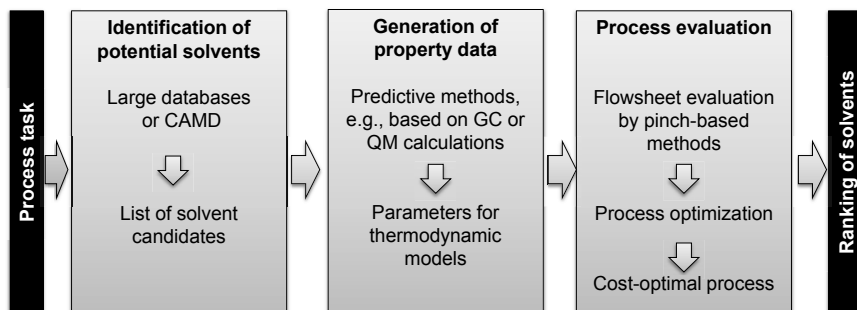 Process task
Identification of
potential solvents
Large databases
or CAMD
List of solvent
candidates
Generation of
property data
Predictive methods,
e.g., based on GC or
QM calculations
Parameters for
thermodynamic
models
Process evaluation
Flowsheet evaluation
by pinch-based
methods
Process optimization
Cost-optimal process
Ranking of solvents